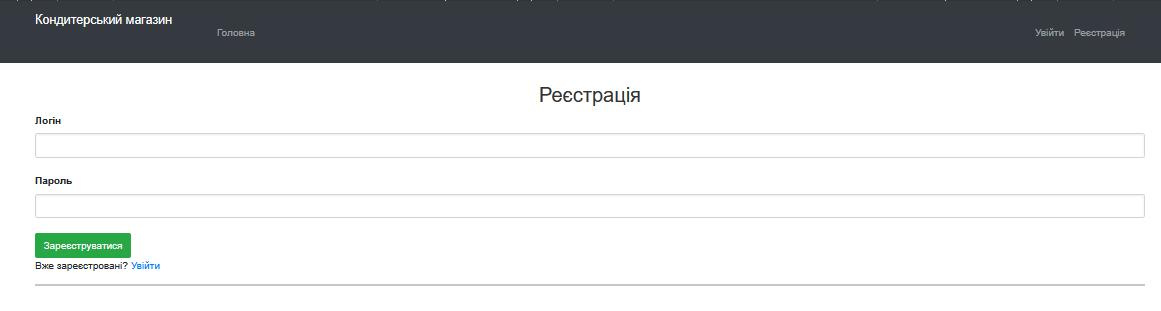 Кондитерський магазин
Головна
Увійти Реєстрація
Реєстрація
Логін
Пароль
Зареєструватися
Вже зареєстровані? Увійти